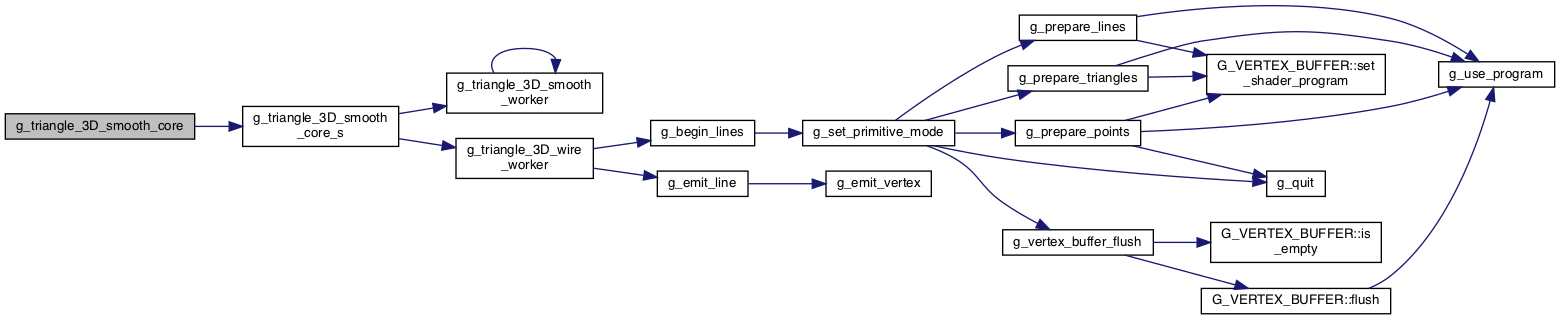 g_triangle_3D_smooth_core
g_triangle_3D_smooth
_core_s
g_triangle_3D_smooth
_worker
g_triangle_3D_wire
_worker
g_begin_lines
g_emit_line
g_set_primitive_mode
g_emit_vertex
g_prepare_lines
g_prepare_triangles
g_prepare_points
g_vertex_buffer_flush
G_VERTEX_BUFFER::set
_shader_program
g_quit
G_VERTEX_BUFFER::is
_empty
G_VERTEX_BUFFER::flush
g_use_program